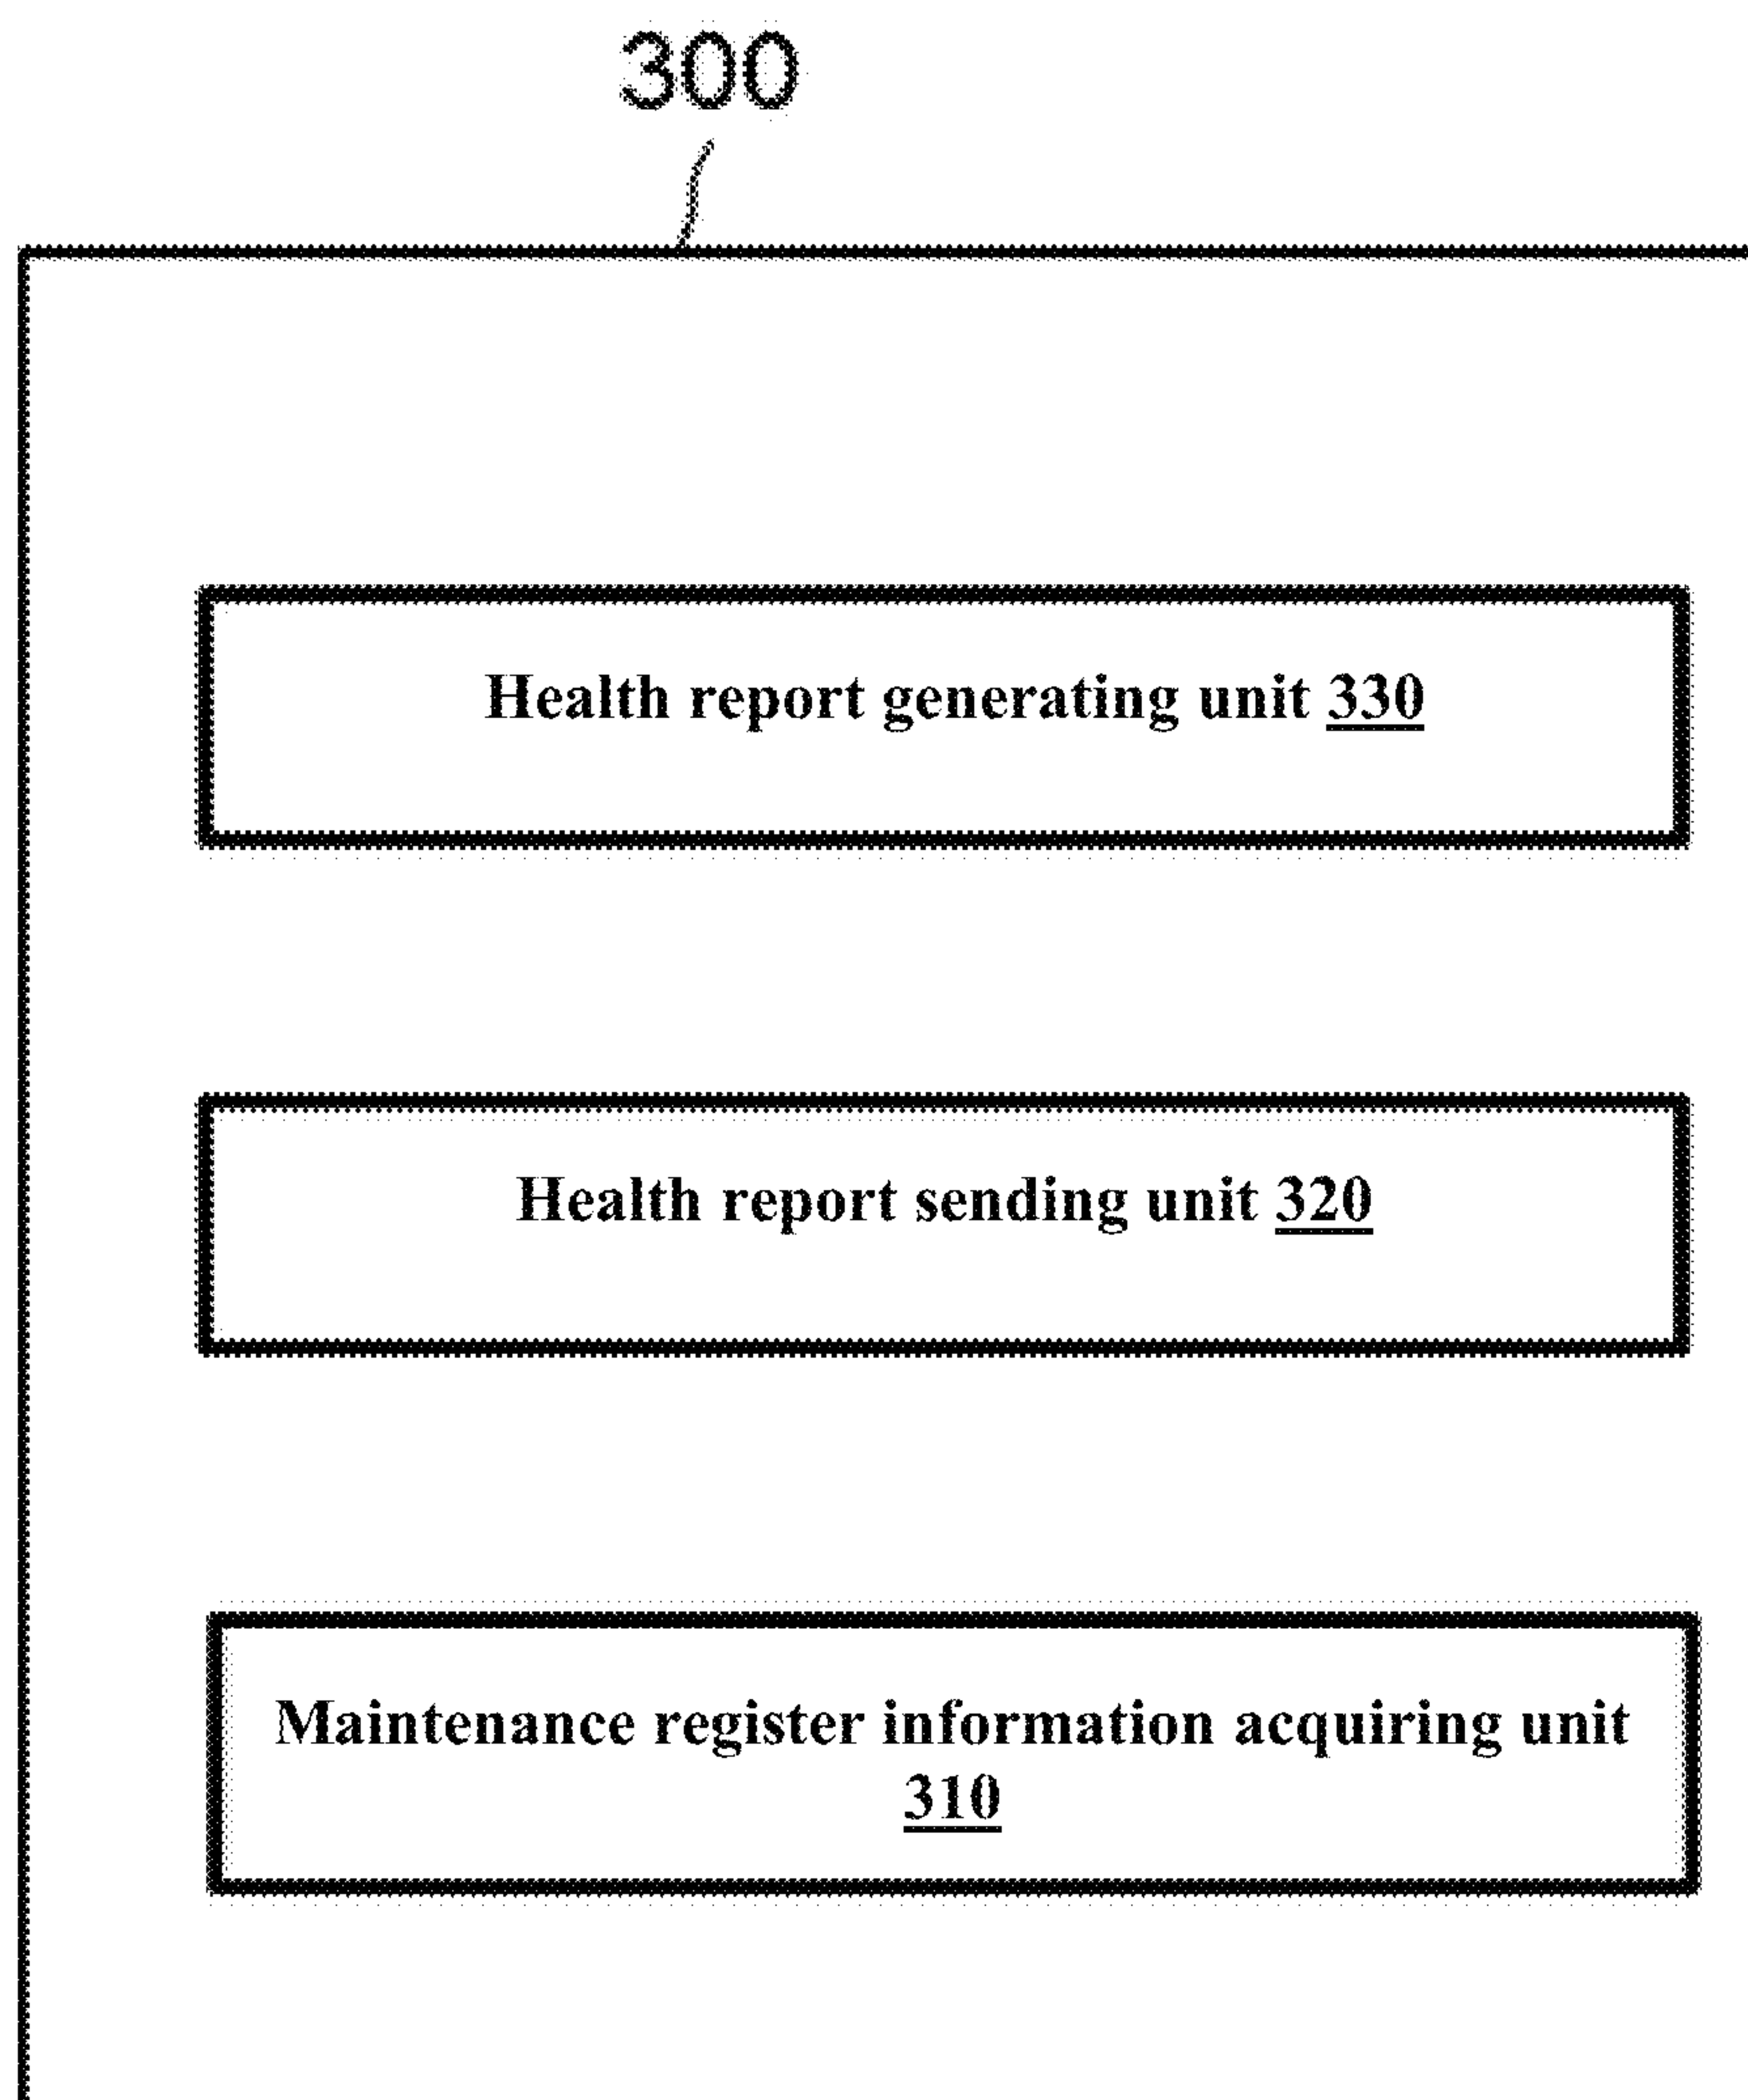 300
Health report generating unit 330
Health report sending unit 320
Maintenance register information acquiring unit
310